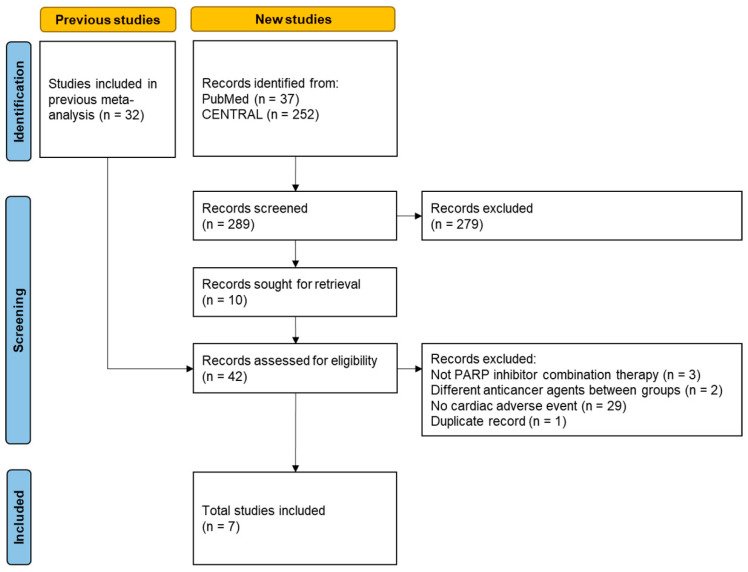 Previous studies
New studies
Identification
Studies included in
previous meta-
analysis (n = 32)
Records identified from:
PubMed (n = 37)
CENTRAL (n = 252)
Screening
Records screened
(n = 289)
Records excluded
(n = 279)
Records sought for retrieval
(n = 10)
Records assessed for eligibility
(n = 42)
Records excluded:
Not PARP inhibitor combination therapy (n = 3)
Different anticancer agents between groups (n = 2)
No cardiac adverse event (n = 29)
Duplicate record (n = 1)
Included
Total studies included
(n = 7)